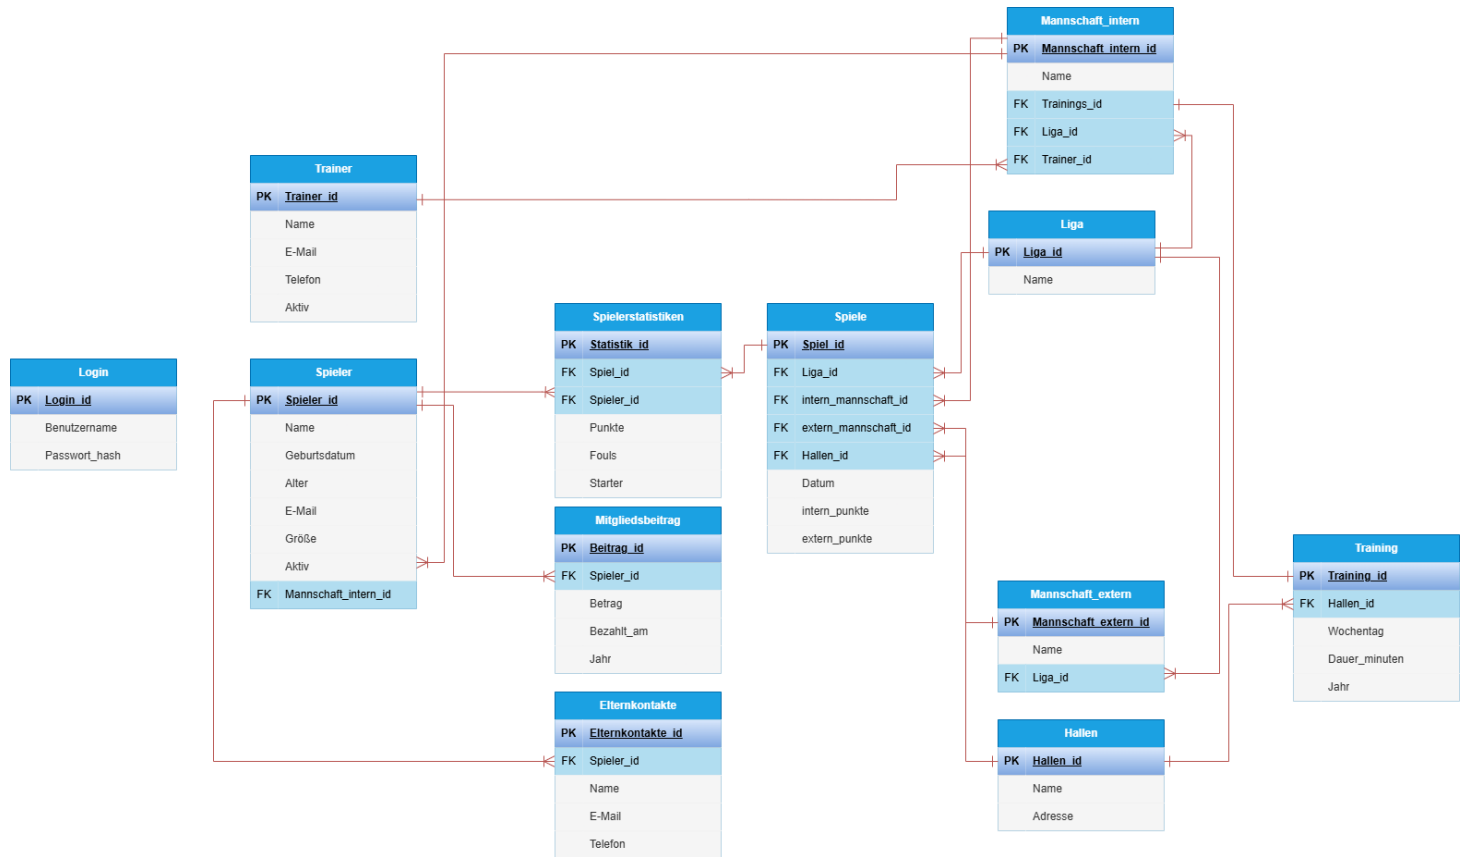 Mannschaft_intern
PK Mannschaft_intern_id
Name
FK Trainings_id
FK Liga_id
FK Trainer_id
Trainer
PK Trainer_id
Name
E-Mail
Telefon
Aktiv
Liga
PK Liga_id
Name
Login
PK Login_id
Benutzername
Passwort_hash
Spieler
PK Spieler_id
Name
Geburtsdatum
Alter
E-Mail
Größe
Aktiv
FK Mannschaft_intern_id
Spielerstatistiken
PK Statistik_id
FK Spiel_id
FK Spieler_id
Punkte
Fouls
Starter
Spiele
PK Spiel_id
FK Liga_id
FK intern_mannschaft_id
FK extern_mannschaft_id
FK Hallen_id
Datum
intern_punkte
extern_punkte
Mitgliedsbeitrag
PK Beitrag_id
FK Spieler_id
Betrag
Bezahlt_am
Jahr
Mannschaft_extern
PK Mannschaft_extern_id
Name
FK Liga_id
Training
PK Training_id
FK Hallen_id
Wochentag
Dauer_minuten
Jahr
Elternkontakte
PK Elternkontakte_id
FK Spieler_id
Name
E-Mail
Telefon
Hallen
PK Hallen_id
Name
Adresse